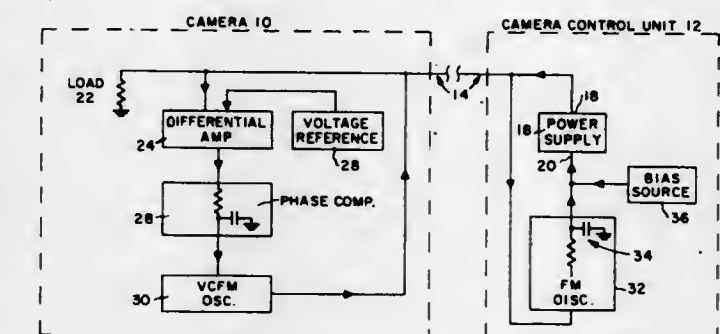 CAMERA 10
CAMERA CONTROL UNIT 12
LOAD
22
14
18
DIFFERENTIAL
AMP
24
VOLTAGE
REFERENCE
28
18
POWER
SUPPLY
20
BIAS
SOURCE
36
28
PHASE COMP.
34
30
VCFM
OSC.
FM
DISC.
32